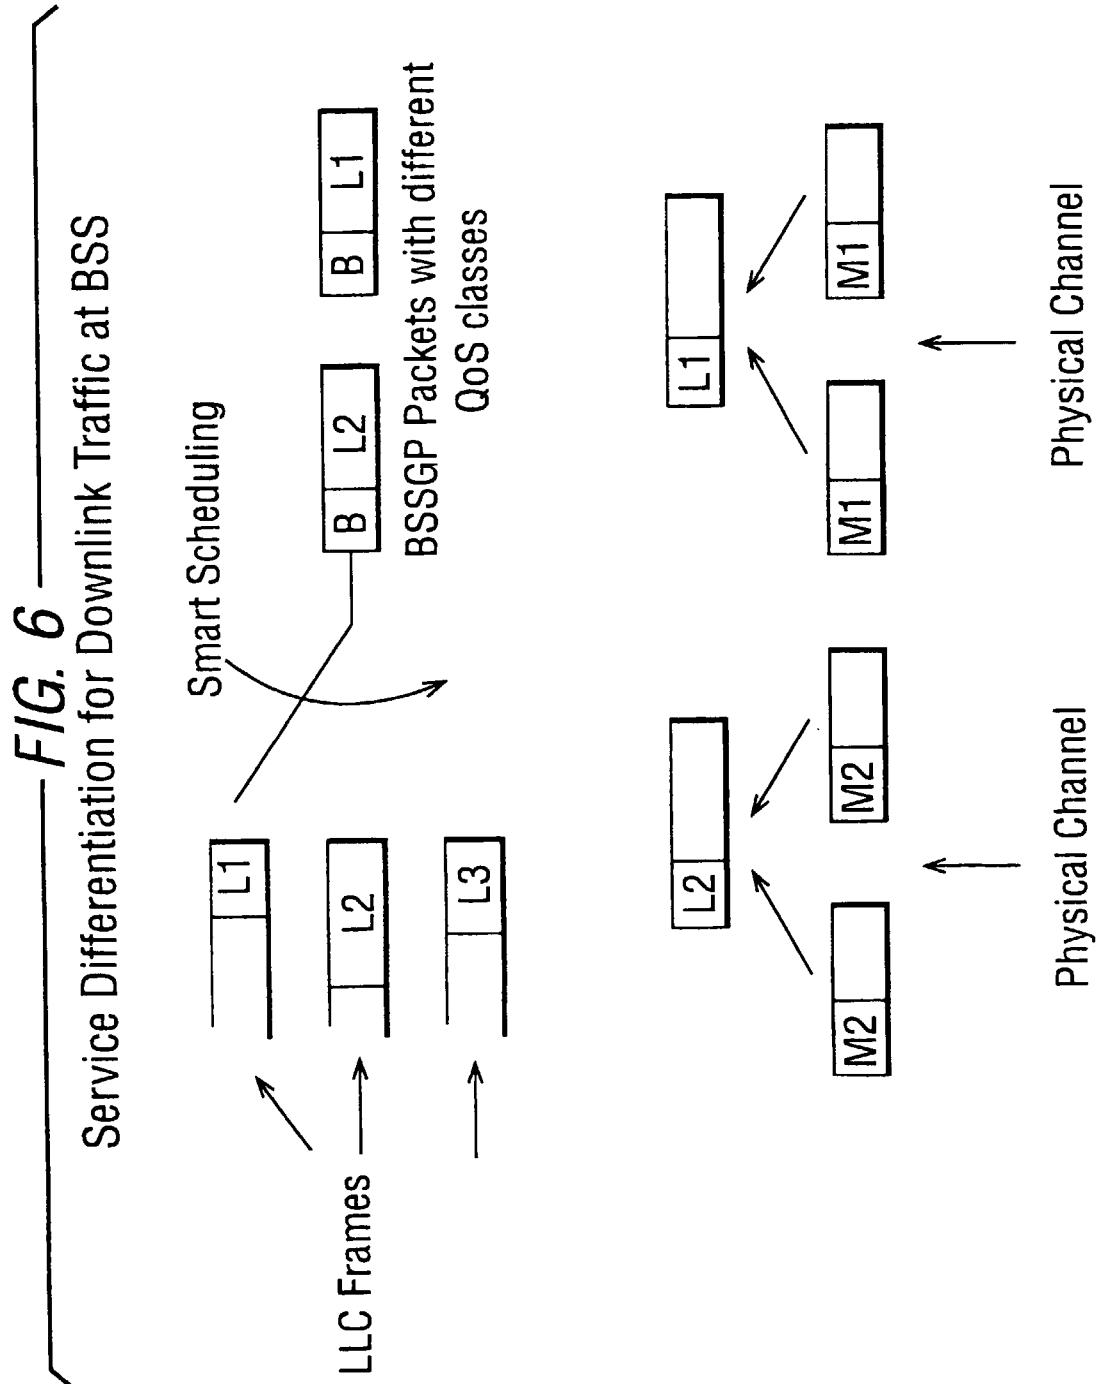 FIG. 6
Service Differentiation for Downlink Traffic at BSS
Smart Scheduling
LLC Frames
L1
L2
L3
B L2
B L1
BSSGP Packets with different
QoS classes
L2
L1
M2
M2
M1
M1
Physical Channel
Physical Channel